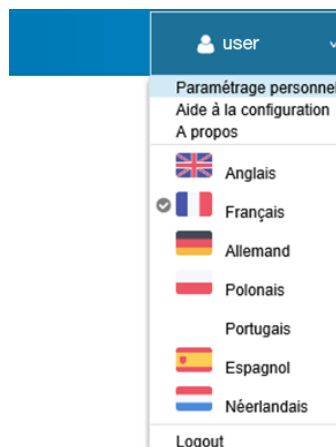 user
Paramétrage personnel
Aide à la configuration
A propos
Anglais
Français
Allemand
Polonais
Portugais
Espagnol
Néerlandais
Logout